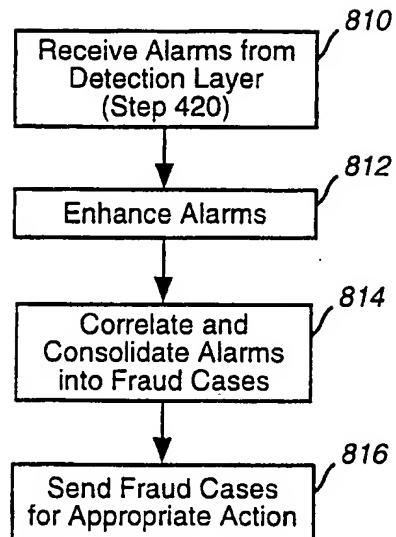 810
Receive Alarms from
Detection Layer
(Step 420)
812
Enhance Alarms
814
Correlate and
Consolidate Alarms
into Fraud Cases
816
Send Fraud Cases
for Appropriate Action